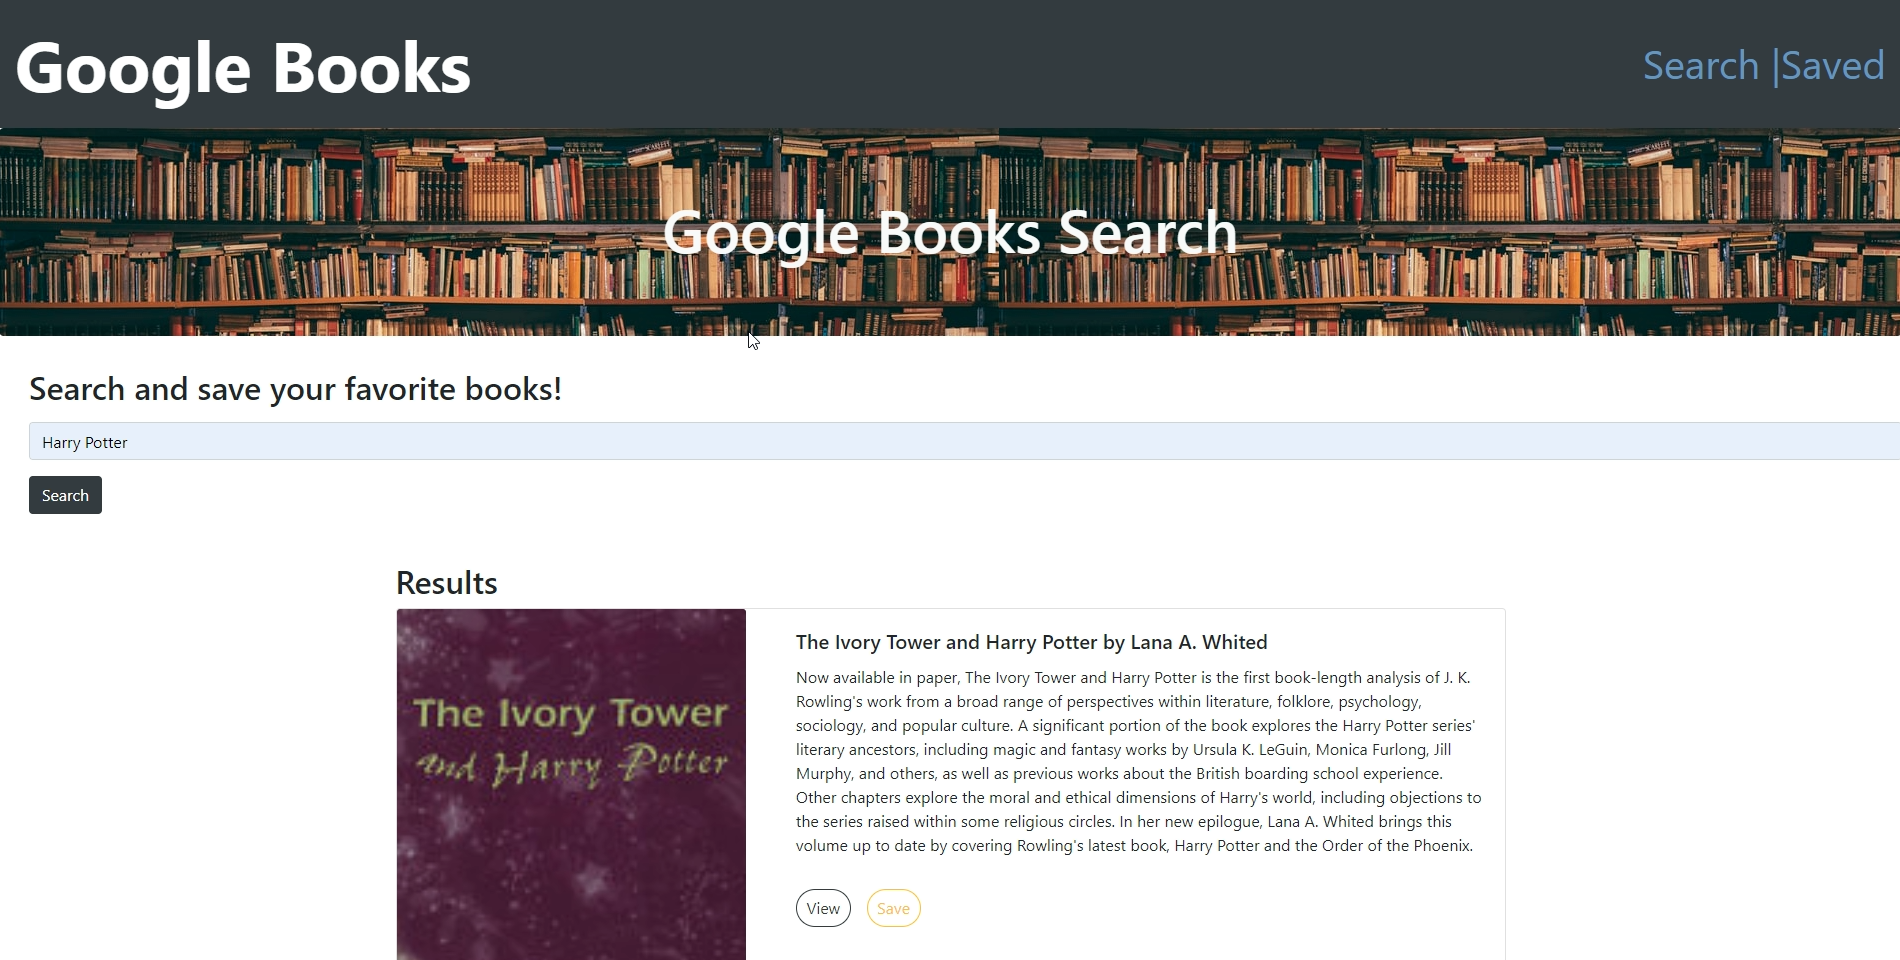 Google Books
Search |Saved
Google Books Search
Search and save your favorite books!
Harry Potter
Search
Results
The Ivory Tower
and Harry Potter
The Ivory Tower and Harry Potter by Lana A. Whited
Now available in paper, The Ivory Tower and Harry Potter is the first book-length analysis of J. K.
Rowling's work from a broad range of perspectives within literature, folklore, psychology,
sociology, and popular culture. A significant portion of the book explores the Harry Potter series'
literary ancestors, including magic and fantasy works by Ursula K. LeGuin, Monica Furlong, Jill
Murphy, and others, as well as previous works about the British boarding school experience.
Other chapters explore the moral and ethical dimensions of Harry's world, including objections to
the series raised within some religious circles. In her new epilogue, Lana A. Whited brings this
volume up to date by covering Rowling's latest book, Harry Potter and the Order of the Phoenix.
View
Save